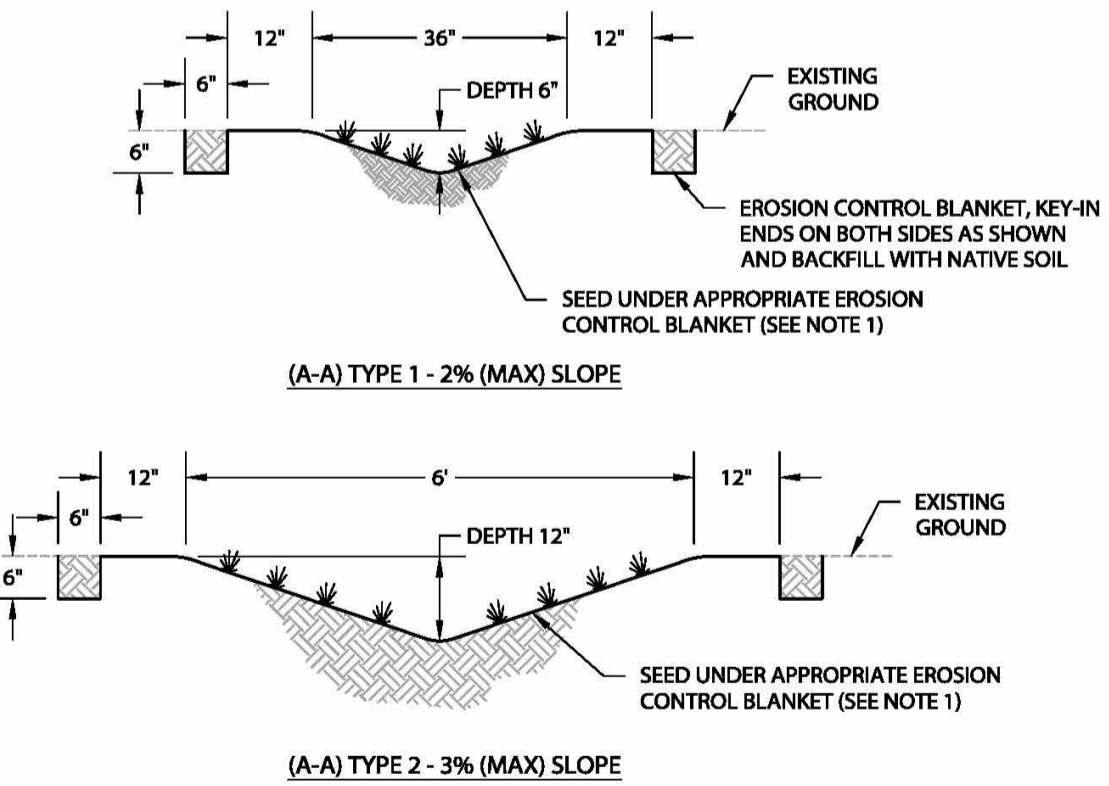 12"
36"
12"
6"
DEPTH 6"
EXISTING
GROUND
6"
EROSION CONTROL BLANKET, KEY-IN
ENDS ON BOTH SIDES AS SHOWN
AND BACKFILL WITH NATIVE SOIL
SEED UNDER APPROPRIATE EROSION
CONTROL BLANKET (SEE NOTE 1)
(A-A) TYPE 1 - 2% (MAX) SLOPE
12"
6'
12"
6"
DEPTH 12"
EXISTING
GROUND
6"
SEED UNDER APPROPRIATE EROSION
CONTROL BLANKET (SEE NOTE 1)
(A-A) TYPE 2 - 3% (MAX) SLOPE